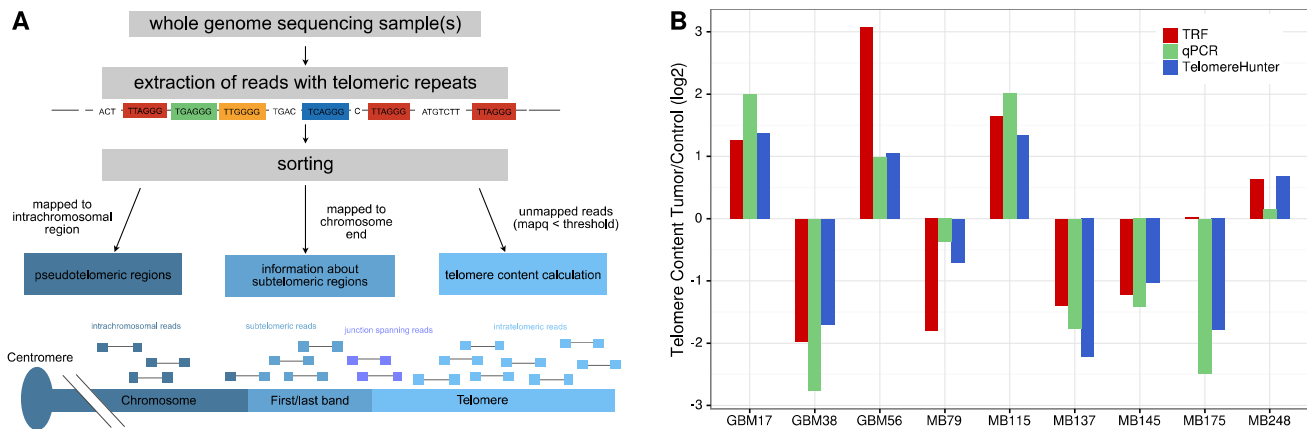 A
whole genome sequencing sample(s)
extraction of reads with telomeric repeats
ACT TTAGGG TGAGGG TTGGGG TGAC TCAGGG C TTAGGG ATGTCTT TTAGGG
sorting
mapped to
intrachromosomal
region
mapped to
chromosome
end
unmapped reads
(mapq < threshold)
pseudotelomeric regions
information about
subtelomeric regions
telomere content calculation
intrachromosomal reads
subtelomeric reads
junction spanning reads
intratelomeric reads
Centromere
Chromosome
First/last band
Telomere
B
Telomere Content Tumor/Control (log2)
3
2
1
0
-1
-2
-3
TRF
qPCR
TelomereHunter
GBM17 GBM38 GBM56 MB79 MB115 MB137 MB145 MB175 MB248